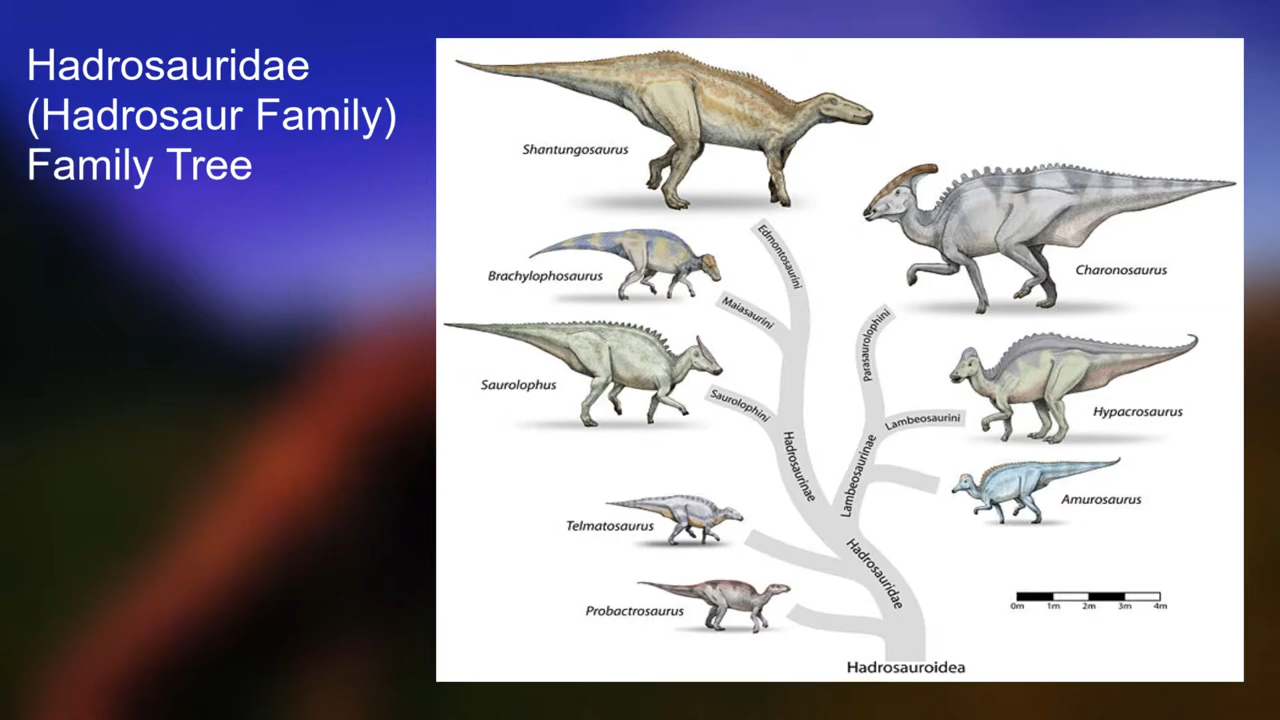 Hadrosauridae
(Hadrosaur Family)
Family Tree
Shantungosaurus
Edmontosaurini
Charonosaurus
Brachylophosaurus
Maiasaurini
Parasaurolophini
Saurolophus
Saurolophini
Lambeosaurini
Hypacrosaurus
Hadrosaurinae
Lambeosaurinae
Amurosaurus
Telmatosaurus
Hadrosauridae
Probactrosaurus
0m 1m 2m 3m 4m
Hadrosauroidea